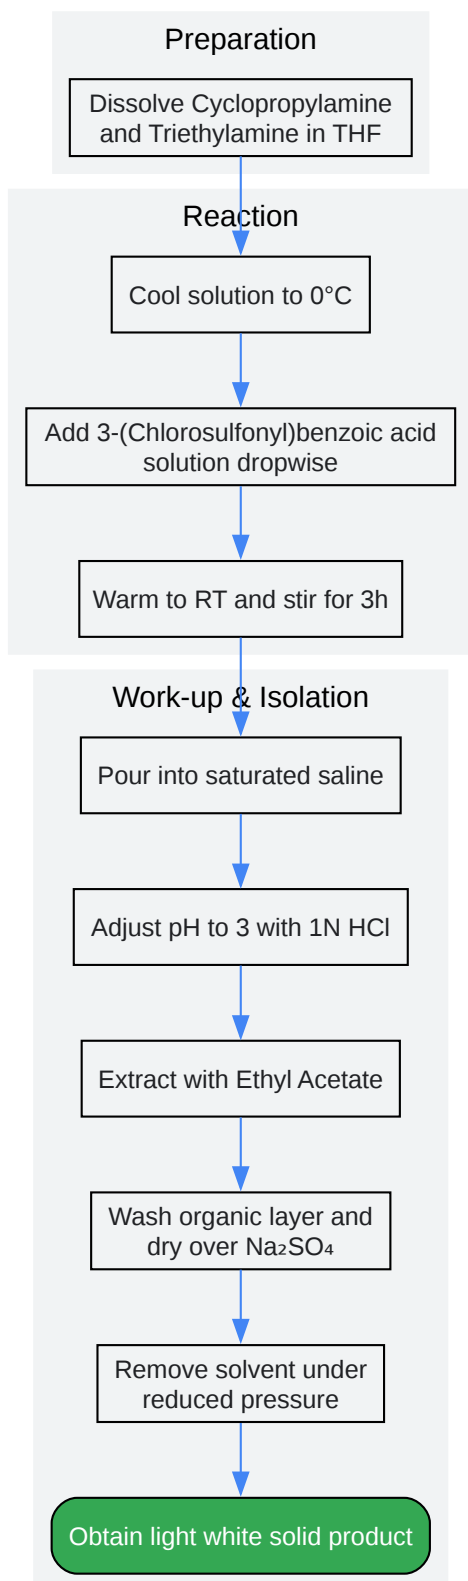 Preparation
Dissolve Cyclopropylamine
and Triethylamine in THF
Reaction
Cool solution to 0°C
Add 3-(Chlorosulfonyl)benzoic acid
solution dropwise
Warm to RT and stir for 3h
Work-up & Isolation
Pour into saturated saline
Adjust pH to 3 with 1N HCl
Extract with Ethyl Acetate
Wash organic layer and
dry over Na₂SO₄
Remove solvent under
reduced pressure
Obtain light white solid product